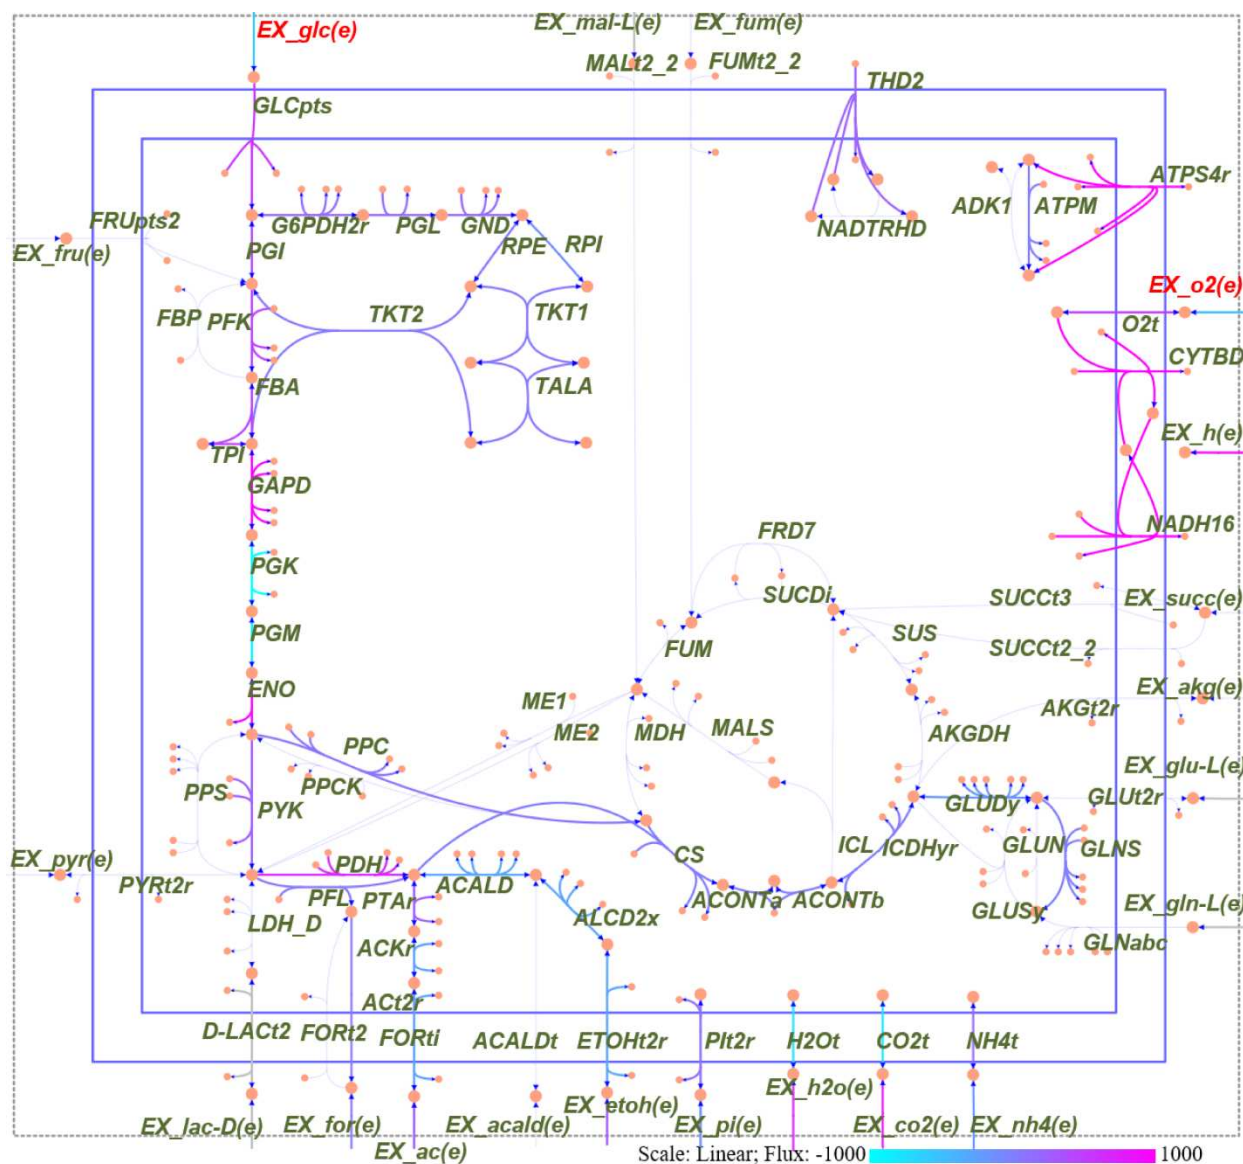 EX_glc(e)
EX_mal-L(e)
EX_fum(e)
MALt2_2
FUMt2_2
THD2
GLCpts
ATPS4r
ADK1
ATPM
FRUpts2
G6PDH2r
PGL
GND
RPE
RPI
NADTRHD
EX_fru(e)
PGI
EX_o2(e)
FBP
PFK
TKT2
TKT1
O2t
CYTBD
FBA
TALA
EX_h(e)
TPI
GAPD
NADH16
FRD7
PGK
SUCDi
SUCCt3
EX_succ(e)
PGM
FUM
SUS
SUCCt2_2
ENO
ME1
EX_akg(e)
AKGt2r
ME2
MDH
MALS
AKGDH
PPC
PPCK
EX_glu-L(e)
PPS
PYK
GLUDy
GLUt2r
EX_pyr(e)
PDH
CS
ICL
ICDHyr
GLUN
GLNS
PYRt2r
PFL
PTAr
ACALD
ACONTa
ACONTb
LDH_D
ALCD2x
GLUSy
EX_gln-L(e)
ACKr
GLNabc
ACt2r
D-LACt2
FORt2
FORti
ACALDt
ETOHt2r
PIt2r
H2Ot
CO2t
NH4t
EX_h2o(e)
EX_etoh(e)
EX_lac-D(e)
EX_for(e)
EX_acald(e)
EX_pi(e)
EX_co2(e)
EX_nh4(e)
EX_ac(e)
Scale: Linear; Flux: -1000
1000